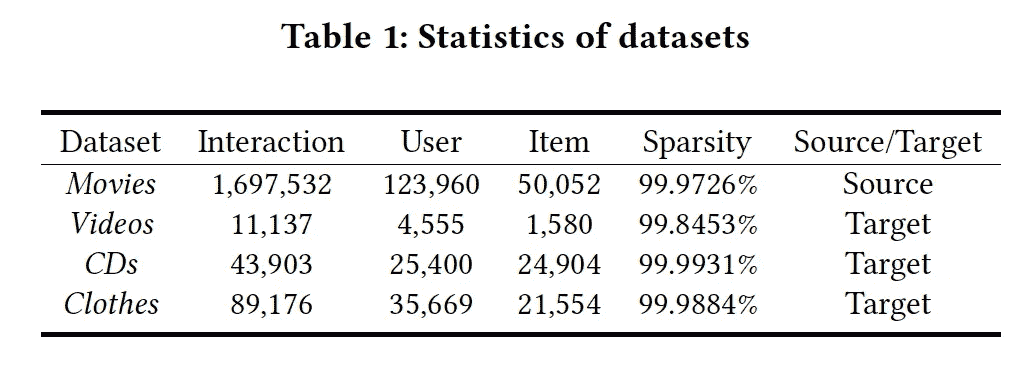 Table 1: Statistics of datasets
Dataset Interaction User Item Sparsity Source/Target
Movies 1,697,532 123,960 50,052 99.9726% Source
Videos 11,137 4,555 1,580 99.8453% Target
CDs 43,903 25,400 24,904 99.9931% Target
Clothes 89,176 35,669 21,554 99.9884% Target